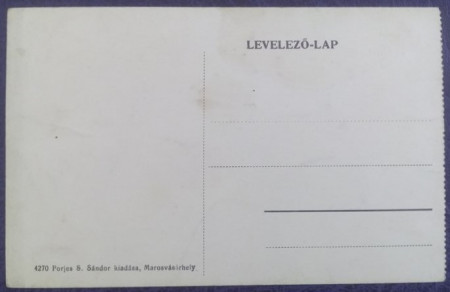 LEVELEZŐ-LAP
4270 Porjes S. Sándor kiadása, Marosvásárhely.